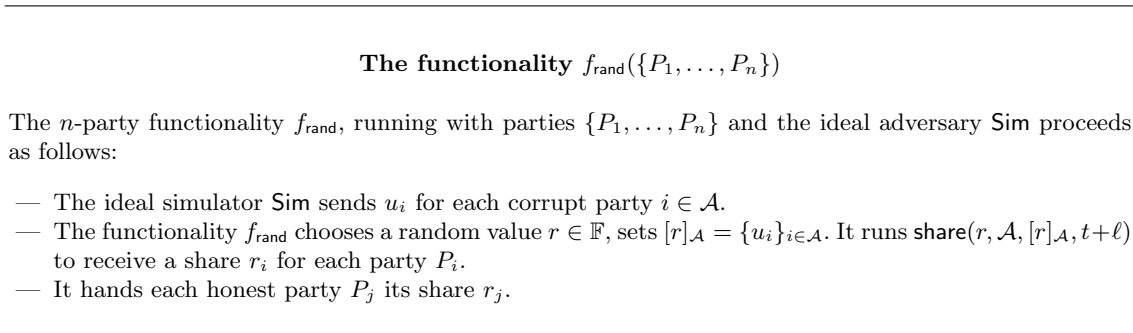 The functionality f_rand({P_1, . . . , P_n})
The n-party functionality f_rand, running with parties {P_1, . . . , P_n} and the ideal adversary Sim proceeds
as follows:
— The ideal simulator Sim sends u_i for each corrupt party i ∈ 𝒜.
— The functionality f_rand chooses a random value r ∈ 𝔽, sets [r]_𝒜 = {u_i}_{i∈𝒜}. It runs share(r, 𝒜, [r]_𝒜, t+ℓ)
to receive a share r_i for each party P_i.
— It hands each honest party P_j its share r_j.